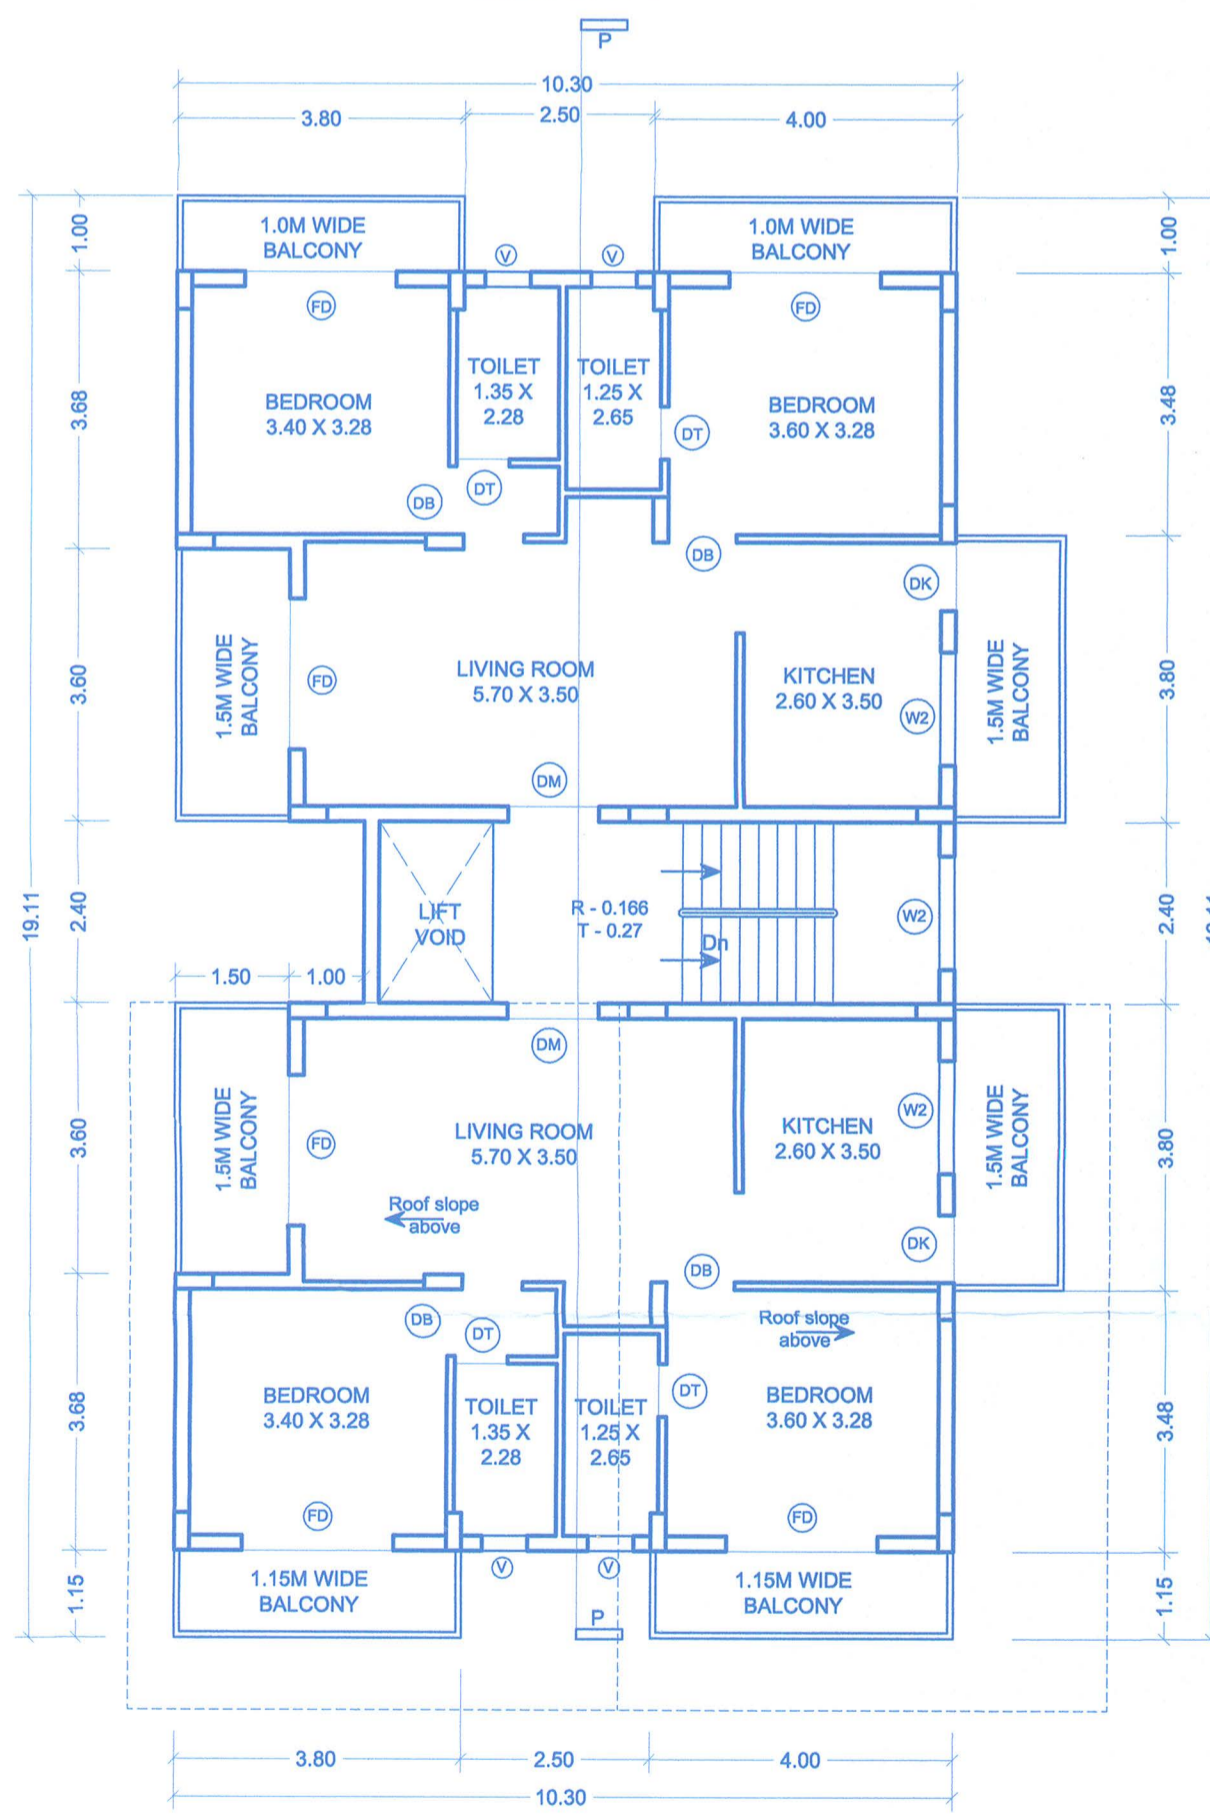 P
10.30
3.80
2.50
4.00
1.00
1.0M WIDE
BALCONY
1.0M WIDE
BALCONY
1.00
V
V
FD
FD
3.68
BEDROOM
3.40 X 3.28
TOILET
1.35 X
2.28
TOILET
1.25 X
2.65
BEDROOM
3.60 X 3.28
3.48
DT
DB
DT
DB
DK
3.60
1.5M WIDE
BALCONY
FD
LIVING ROOM
5.70 X 3.50
KITCHEN
2.60 X 3.50
W2
1.5M WIDE
BALCONY
3.80
DM
19.11
2.40
LIFT
VOID
R - 0.166
T - 0.27
Dn
W2
2.40
1.50
1.00
DM
3.60
1.5M WIDE
BALCONY
FD
LIVING ROOM
5.70 X 3.50
KITCHEN
2.60 X 3.50
W2
1.5M WIDE
BALCONY
3.80
Roof slope
above
DK
DB
DB
DT
Roof slope
above
DT
3.68
BEDROOM
3.40 X 3.28
TOILET
1.35 X
2.28
TOILET
1.25 X
2.65
BEDROOM
3.60 X 3.28
3.48
FD
FD
V
V
1.15
1.15M WIDE
BALCONY
1.15M WIDE
BALCONY
1.15
P
3.80
2.50
4.00
10.30